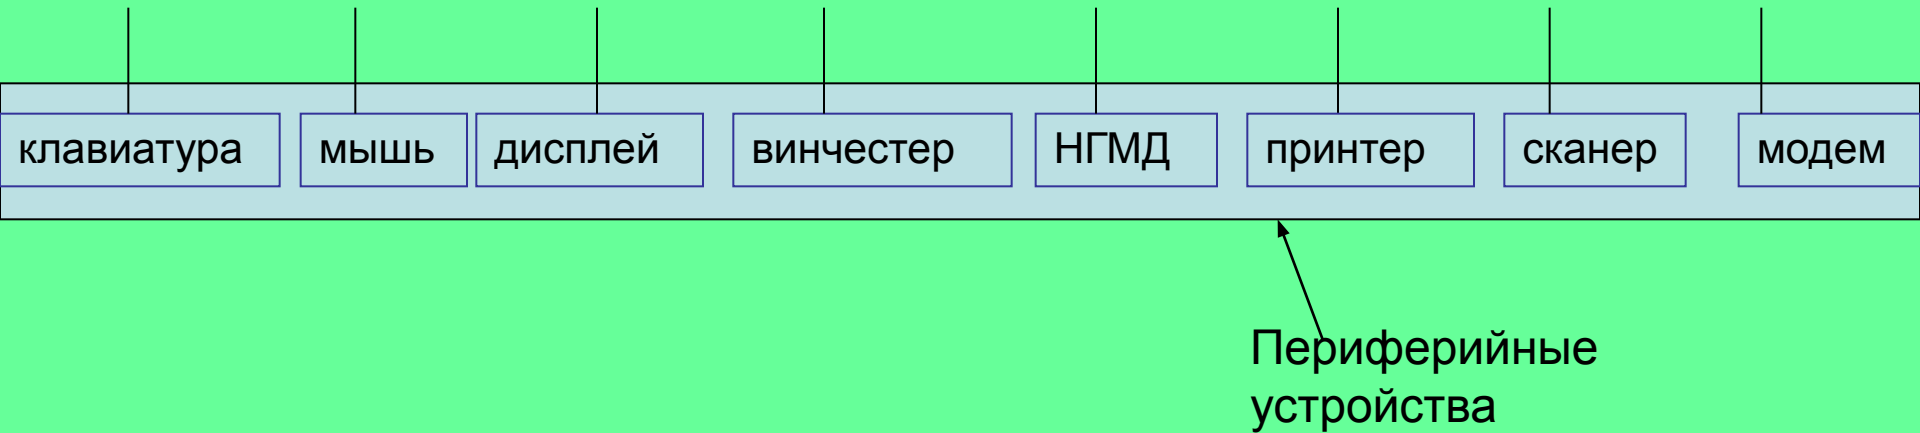 клавиатура мышь дисплей винчестер НГМД принтер сканер модем
Периферийные
устройства